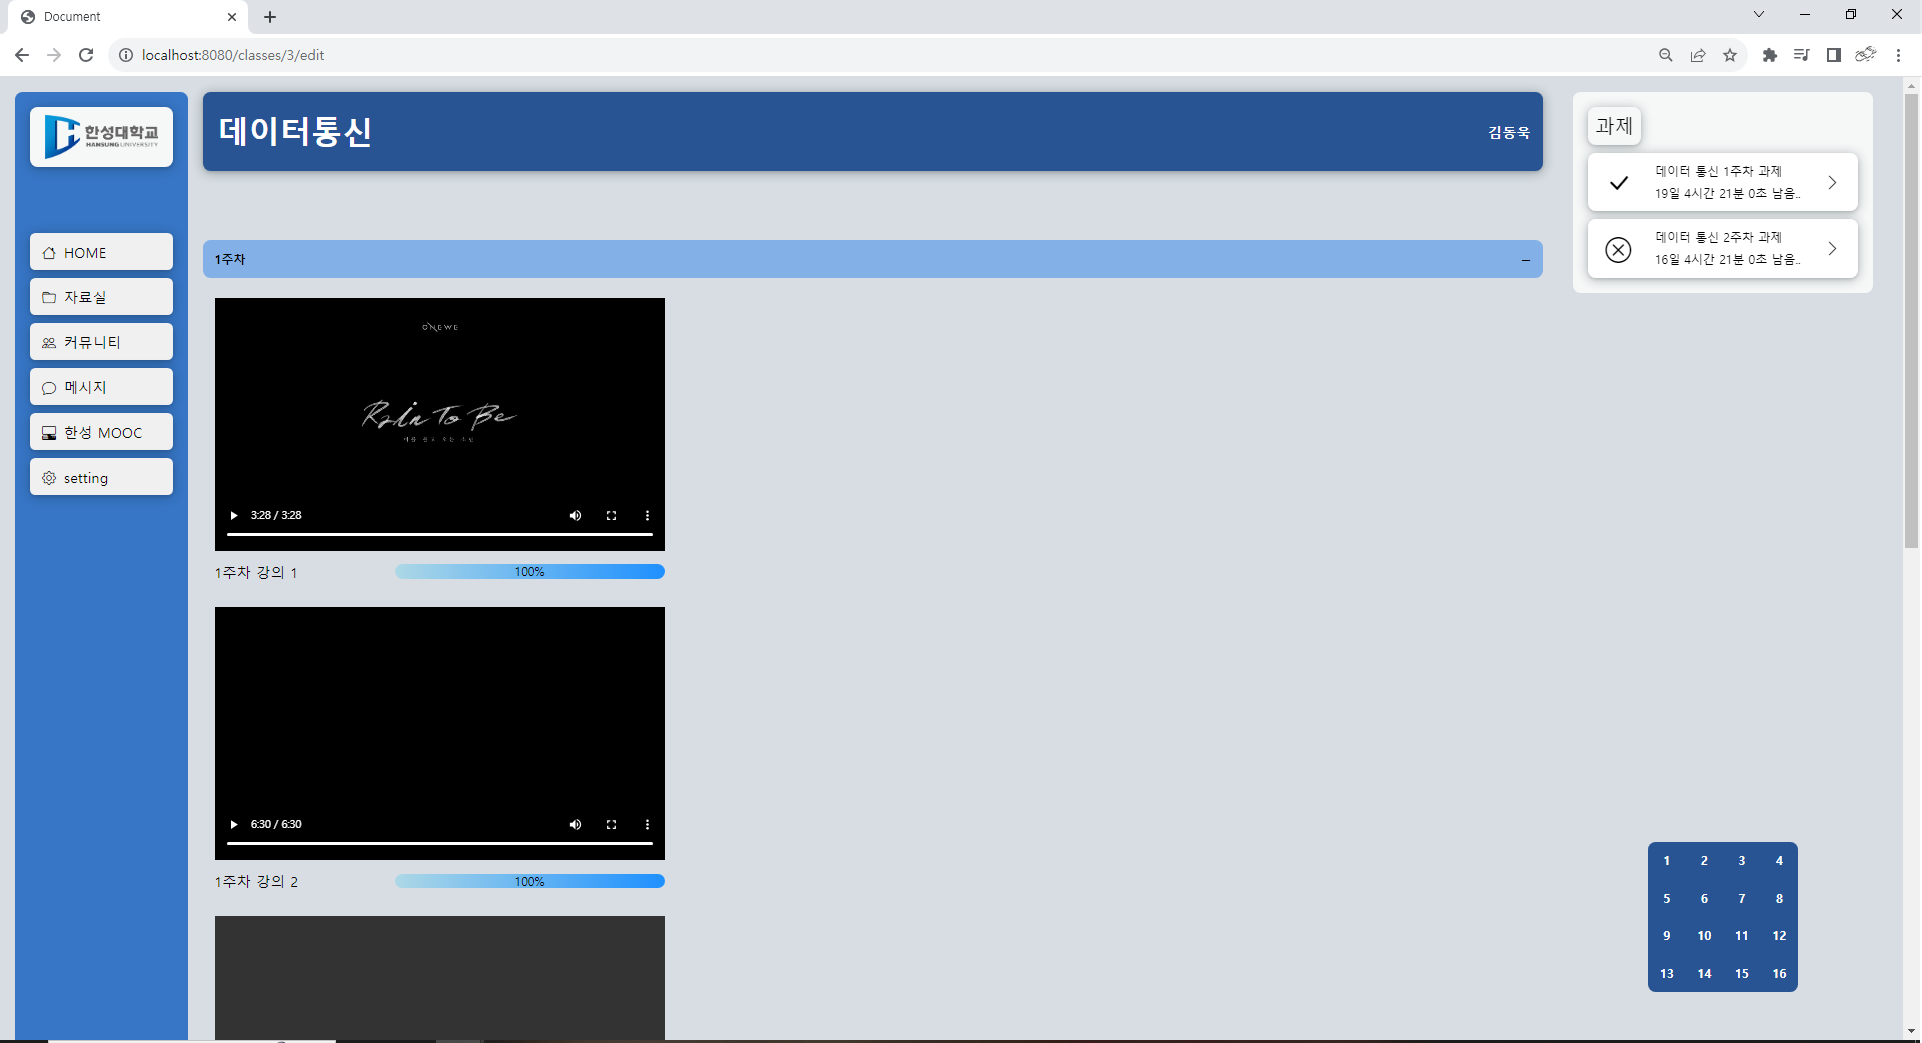 Document
localhost:8080/classes/3/edit
한성대학교
HANSUNG UNIVERSITY
HOME
자료실
커뮤니티
메시지
한성 MOOC
setting
데이터통신
김동욱
1주차
ONEWE
Rain To Be
3:28 / 3:28
1주차 강의 1
100%
6:30 / 6:30
1주차 강의 2
100%
과제
데이터 통신 1주차 과제
19일 4시간 21분 0초 남음..
데이터 통신 2주차 과제
16일 4시간 21분 0초 남음..
1 2 3 4
5 6 7 8
9 10 11 12
13 14 15 16